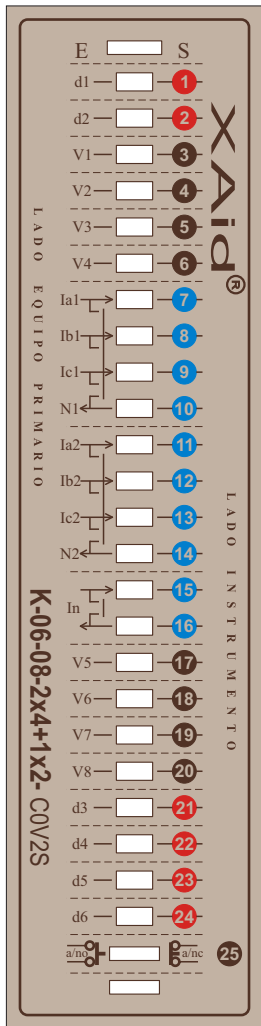 E S
d1 1
d2 2
V1 3
V2 4
V3 5
V4 6
Ia1 7
Ib1 8
Ic1 9
N1 10
Ia2 11
Ib2 12
Ic2 13
N2 14
In 15
16
V5 17
V6 18
V7 19
V8 20
d3 21
d4 22
d5 23
d6 24
a/no a/nc 25
XAid®
LADO EQUIPO PRIMARIO
LADO INSTRUMENTO
K-06-08-2x4+1x2- C0V2S